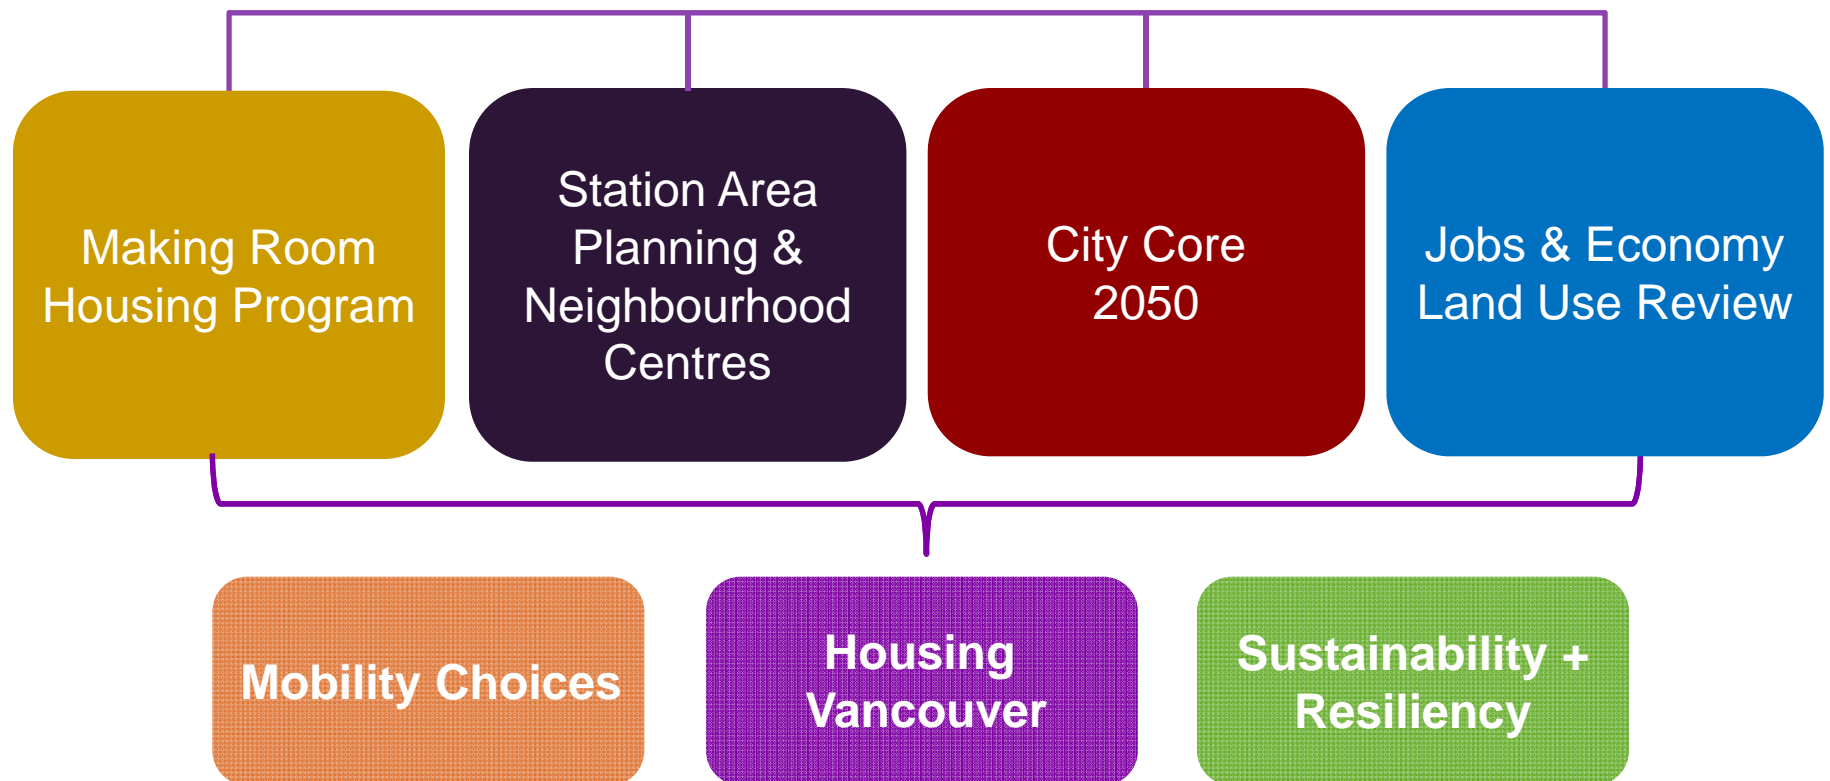 Making Room
Housing Program
Station Area
Planning &
Neighbourhood
Centres
City Core
2050
Jobs & Economy
Land Use Review
Mobility Choices
Housing
Vancouver
Sustainability +
Resiliency